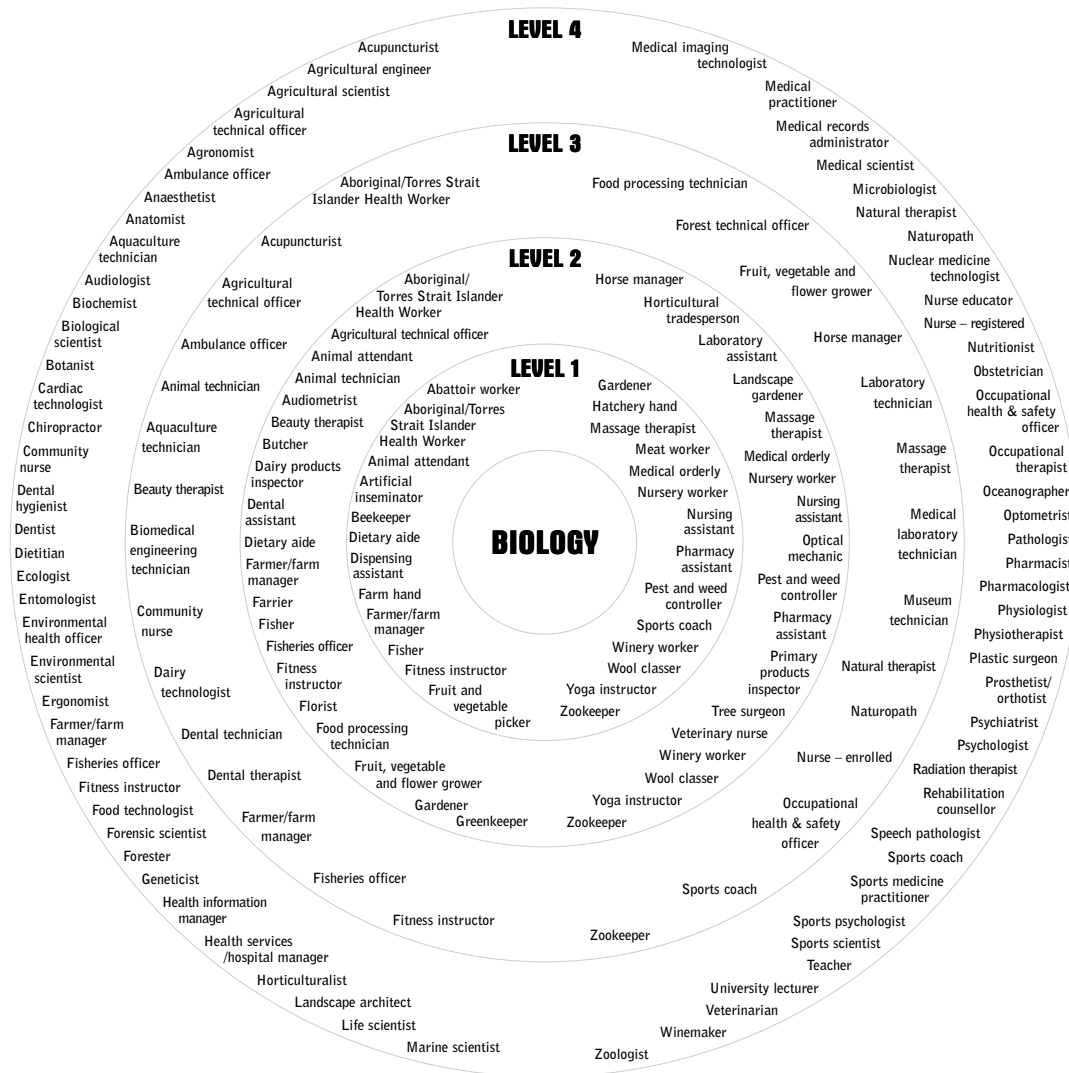 LEVEL 4
Acupuncturist
Agricultural engineer
Agricultural scientist
Agricultural
technical officer
Agronomist
Ambulance officer
Anaesthetist
Anatomist
Aquaculture
technician
Audiologist
Biochemist
Biological
scientist
Botanist
Cardiac
technologist
Chiropractor
Community
nurse
Dental
hygienist
Dentist
Dietitian
Ecologist
Entomologist
Environmental
health officer
Environmental
scientist
Ergonomist
Farmer/farm
manager
Fisheries officer
Fitness instructor
Food technologist
Forensic scientist
Forester
Geneticist
Health information
manager
Health services
/hospital manager
Horticulturalist
Landscape architect
Life scientist
Marine scientist
Medical imaging
technologist
Medical
practitioner
Medical records
administrator
Medical scientist
Microbiologist
Natural therapist
Naturopath
Nuclear medicine
technologist
Nurse educator
Nurse – registered
Nutritionist
Obstetrician
Occupational
health & safety
officer
Occupational
therapist
Oceanographer
Optometrist
Pathologist
Pharmacist
Pharmacologist
Physiologist
Physiotherapist
Plastic surgeon
Prosthetist/
orthotist
Psychiatrist
Psychologist
Radiation therapist
Rehabilitation
counsellor
Speech pathologist
Sports coach
Sports medicine
practitioner
Sports psychologist
Sports scientist
Teacher
University lecturer
Veterinarian
Winemaker
Zoologist
LEVEL 3
Aboriginal/Torres Strait
Islander Health Worker
Acupuncturist
Agricultural
technical officer
Ambulance officer
Animal technician
Aquaculture
technician
Beauty therapist
Biomedical
engineering
technician
Community
nurse
Dairy
technologist
Dental technician
Dental therapist
Farmer/farm
manager
Fisheries officer
Fitness instructor
Food processing technician
Forest technical officer
Fruit, vegetable and
flower grower
Horse manager
Laboratory
technician
Massage
therapist
Medical
laboratory
technician
Museum
technician
Natural therapist
Naturopath
Nurse – enrolled
Occupational
health & safety
officer
Sports coach
Zookeeper
LEVEL 2
Aboriginal/
Torres Strait Islander
Health Worker
Agricultural technical officer
Animal attendant
Animal technician
Audiometrist
Beauty therapist
Butcher
Dairy products
inspector
Dental
assistant
Dietary aide
Farmer/farm
manager
Farrier
Fisher
Fisheries officer
Fitness
instructor
Florist
Food processing
technician
Fruit, vegetable
and flower grower
Gardener
Greenkeeper
Horse manager
Horticultural
tradesperson
Laboratory
assistant
Landscape
gardener
Massage
therapist
Medical orderly
Nursery worker
Nursing
assistant
Optical
mechanic
Pest and weed
controller
Pharmacy
assistant
Primary
products
inspector
Tree surgeon
Veterinary nurse
Winery worker
Wool classer
Yoga instructor
Zookeeper
LEVEL 1
Abattoir worker
Aboriginal/Torres
Strait Islander
Health Worker
Animal attendant
Artificial
inseminator
Beekeeper
Dietary aide
Dispensing
assistant
Farm hand
Farmer/farm
manager
Fisher
Fitness instructor
Fruit and
vegetable
picker
Gardener
Hatchery hand
Massage therapist
Meat worker
Medical orderly
Nursery worker
Nursing
assistant
Pharmacy
assistant
Pest and weed
controller
Sports coach
Winery worker
Wool classer
Yoga instructor
Zookeeper
BIOLOGY